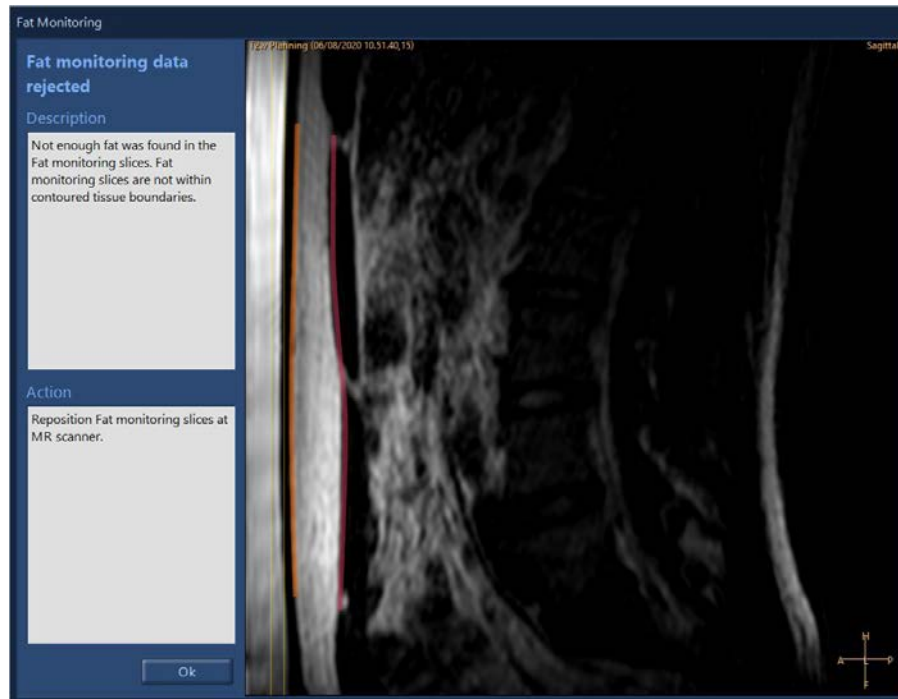 Fat Monitoring
Fat monitoring data
rejected
Description
Not enough fat was found in the
Fat monitoring slices. Fat
monitoring slices are not within
contoured tissue boundaries.
Action
Reposition Fat monitoring slices at
MR scanner.
Ok
T2w Planning (06/08/2020 10.51.40,15)
Sagittal
H
A L P
F